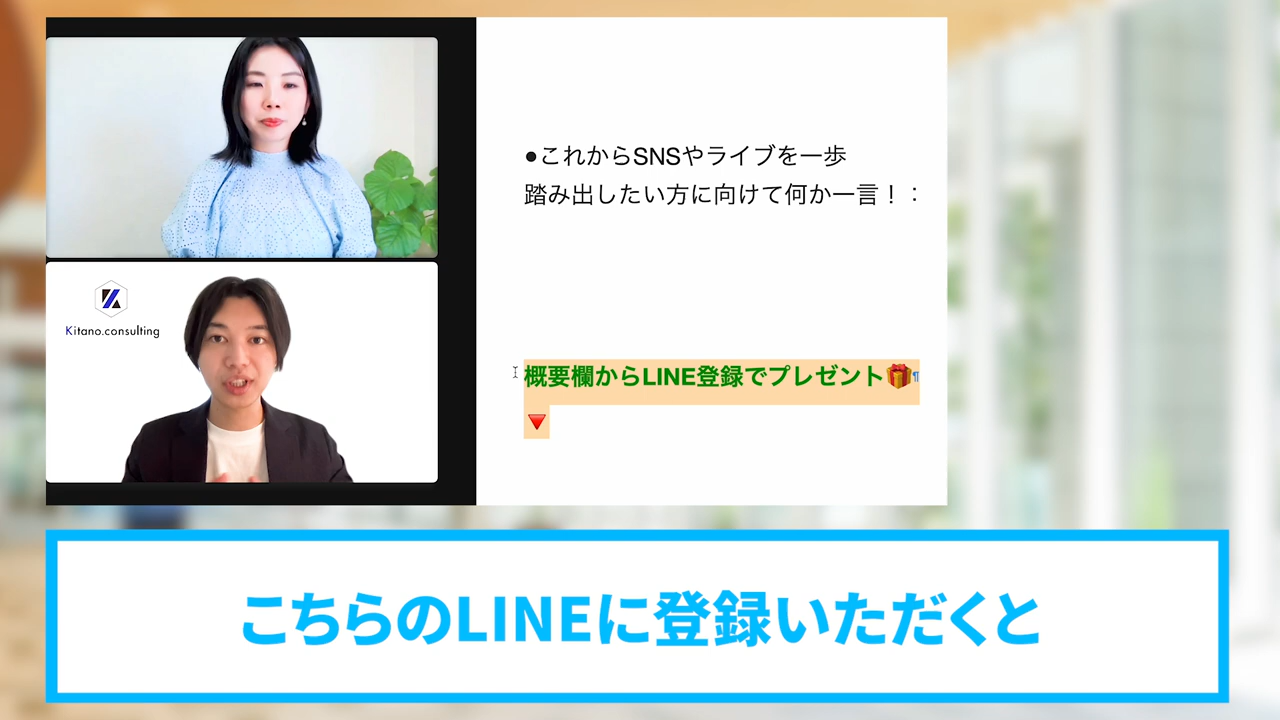 ●これからSNSやライブを一歩
踏み出したい方に向けて何か一言！：
Kitano.consulting
概要欄からLINE登録でプレゼント🎁
🔻
こちらのLINEに登録いただくと